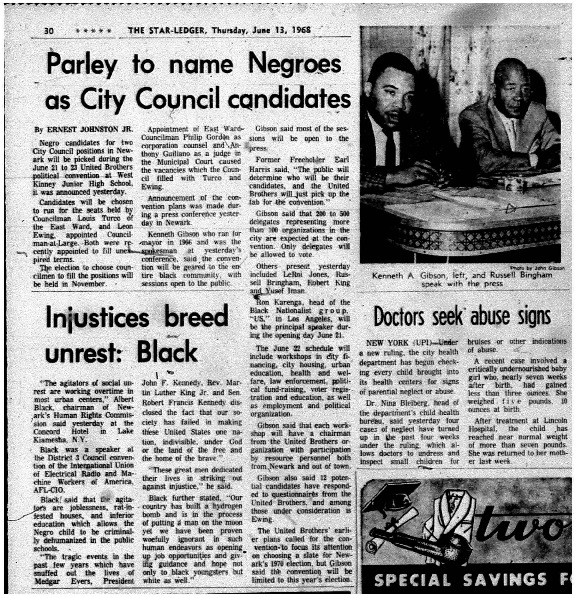 30 ★★★★★ THE STAR-LEDGER, Thursday, June 13, 1968
Parley to name Negroes
as City Council candidates
By ERNEST JOHNSTON JR.
Negro candidates for two
City Council positions in New-
ark will be picked during the
June 21 to 23 United Brothers
political convention at West
Kinney Junior High School,
it was announced yesterday.
Candidates will be chosen
to run for the seats held by
Councilman Louis Turco of
the East Ward, and Leon
Ewing, appointed Council-
man-at-Large. Both were re-
cently appointed to fill unex-
pired terms.
The election to choose coun-
cilmen to fill the positions will
be held in November.
Appointment of East Ward
Councilman Philip Gordon as
corporation counsel and An-
thony Guiliano as a judge in
the Municipal Court caused
the vacancies which the Coun-
cil filled with Turco and
Ewing.
Announcement of the con-
vention plans was made dur-
ing a press conference yester-
day in Newark.
Kenneth Gibson who ran for
mayor in 1966 and was the
spokesman at yesterday's
conference, said the conven-
tion will be geared to the en-
tire black community, with
sessions open to the public.
Gibson said most of the ses-
sions will be open to the
press.
Former Freeholder Earl
Harris said, "The public will
determine who will be their
candidates, and the United
Brothers will just pick up the
tab for the convention."
Gibson said that 200 to 500
delegates representing more
than 100 organizations in the
city are expected at the con-
vention. Only delegates will
be allowed to vote.
Others present yesterday
included LeRoi Jones, Rus-
sell Bingham, Robert King
and Yusef Iman.
Ron Karenga, head of the
Black Nationalist group,
"US," in Los Angeles, will
be the principal speaker dur-
ing the opening day June 21.
The June 22 schedule will
include workshops in city fi-
nancing, city housing, urban
education, health and wel-
fare, law enforcement, politi-
cal fund-raising, voter regis-
tration and education, as well
as employment and political
organization.
Gibson said that each work-
shop will have a chairman
from the United Brothers or-
ganization with participation
by resource personnel both
from Newark and out of town.
Gibson also said 12 poten-
tial candidates have respond-
ed to questionnaires from the
United Brothers, and among
those under consideration is
Ewing.
The United Brothers' earli-
er plans called for the con-
vention to focus its attention
on choosing a slate for New-
ark's 1970 election, but Gibson
said the convention will be
limited to this year's election.
Photo by John Gibson
Kenneth A. Gibson, left, and Russell Bingham
speak with the press
Injustices breed
unrest: Black
"The agitators of social un-
rest are working overtime in
most urban centers," Albert
Black, chairman of New-
ark's Human Rights Commis-
sion said yesterday at the
Concord Hotel in Lake
Kiamesha, N.Y.
Black was a speaker at
the District 3 Council conven-
tion of the International Union
of Electrical Radio and Ma-
chine Workers of America,
AFL-CIO.
Black said that the agita-
tors are joblessness, rat-in-
fested houses, and inferior
education which allows the
Negro child to be criminal-
ly dehumanized in the public
schools.
"The tragic events in the
past few years which have
snuffed out the lives of
Medgar Evers, President
John F. Kennedy, Rev. Mar-
tin Luther King Jr. and Sen.
Robert Francis Kennedy dis-
closed the fact that our so-
ciety has failed in making
these United States one na-
tion, indivisible, under God
or the land of the free and
the home of the brave."
"These great men dedicated
their lives in striking out
against injustice," he said.
Black further stated, "Our
country has built a hydrogen
bomb and is in the process
of putting a man on the moon
yet we have been proven
woefully ignorant in such
human endeavors as opening
up job opportunities and giv-
ing guidance and hope not
only to black youngsters but
white as well."
Doctors seek abuse signs
NEW YORK (UPI)—Under
a new ruling, the city health
department has begun check-
ing every child brought into
its health centers for signs
of parental neglect or abuse.
Dr. Nina Bleiberg, head of
the department's child health
bureau, said yesterday four
cases of neglect have turned
up in the past four weeks
under the ruling, which al-
lows doctors to undress and
inspect small children for
bruises or other indications
of abuse.
A recent case involved a
critically undernourished baby
girl who, nearly seven weeks
after birth, had gained
less than three ounces. She
weighed five pounds, 10
ounces at birth.
After treatment at Lincoln
Hospital, the child has
reached near normal weight
of more than seven pounds.
She was returned to her moth-
er last week.
two
SPECIAL SAVINGS FO